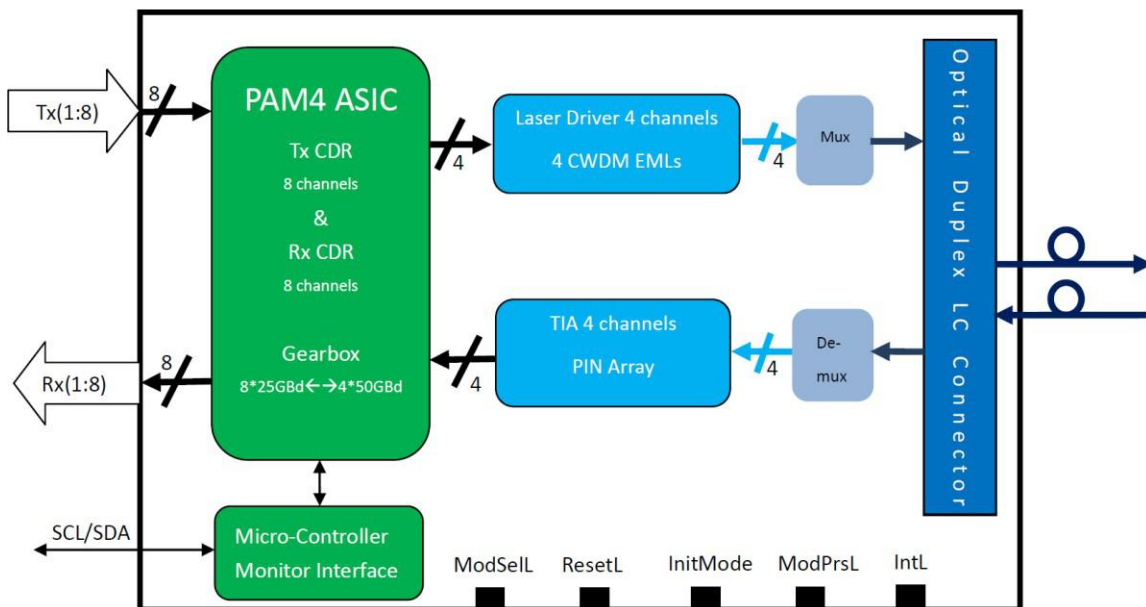 Tx(1:8)
8
PAM4 ASIC
Tx CDR
8 channels
&
Rx CDR
8 channels
Gearbox
8*25GBd←→4*50GBd
4
Laser Driver 4 channels
4 CWDM EMLs
4
Mux
Optical Duplex LC Connector
Rx(1:8)
8
4
TIA 4 channels
PIN Array
4
De-
mux
SCL/SDA
Micro-Controller
Monitor Interface
ModSelL
ResetL
InitMode
ModPrsL
IntL